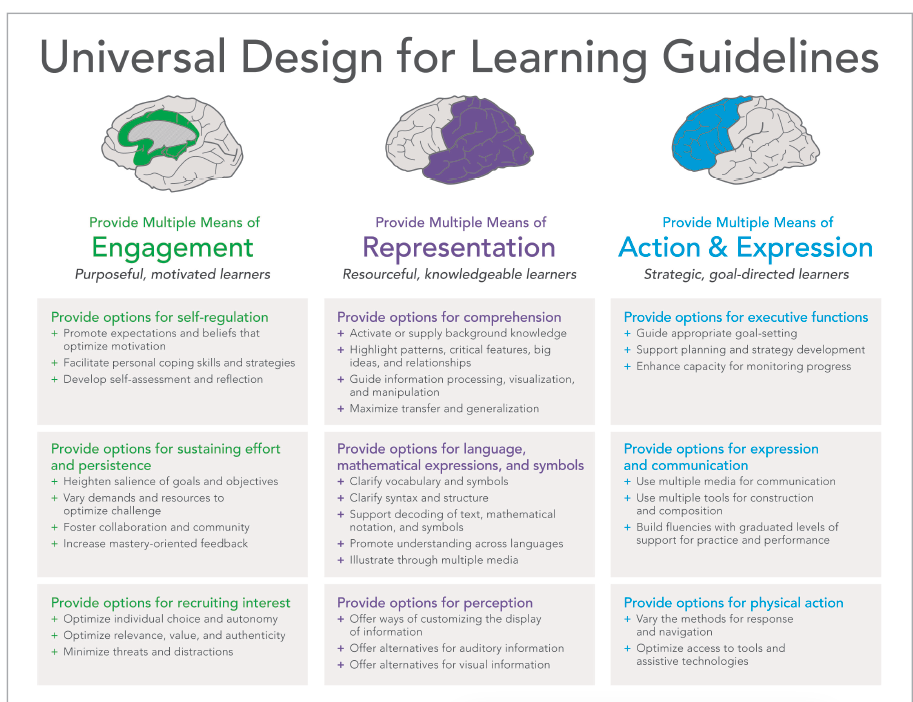 Universal Design for Learning Guidelines
Provide Multiple Means of
Engagement
Purposeful, motivated learners
Provide options for self-regulation
+ Promote expectations and beliefs that
optimize motivation
+ Facilitate personal coping skills and strategies
+ Develop self-assessment and reflection
Provide options for sustaining effort
and persistence
+ Heighten salience of goals and objectives
+ Vary demands and resources to
optimize challenge
+ Foster collaboration and community
+ Increase mastery-oriented feedback
Provide options for recruiting interest
+ Optimize individual choice and autonomy
+ Optimize relevance, value, and authenticity
+ Minimize threats and distractions
Provide Multiple Means of
Representation
Resourceful, knowledgeable learners
Provide options for comprehension
+ Activate or supply background knowledge
+ Highlight patterns, critical features, big
ideas, and relationships
+ Guide information processing, visualization,
and manipulation
+ Maximize transfer and generalization
Provide options for language,
mathematical expressions, and symbols
+ Clarify vocabulary and symbols
+ Clarify syntax and structure
+ Support decoding of text, mathematical
notation, and symbols
+ Promote understanding across languages
+ Illustrate through multiple media
Provide options for perception
+ Offer ways of customizing the display
of information
+ Offer alternatives for auditory information
+ Offer alternatives for visual information
Provide Multiple Means of
Action & Expression
Strategic, goal-directed learners
Provide options for executive functions
+ Guide appropriate goal-setting
+ Support planning and strategy development
+ Enhance capacity for monitoring progress
Provide options for expression
and communication
+ Use multiple media for communication
+ Use multiple tools for construction
and composition
+ Build fluencies with graduated levels of
support for practice and performance
Provide options for physical action
+ Vary the methods for response
and navigation
+ Optimize access to tools and
assistive technologies